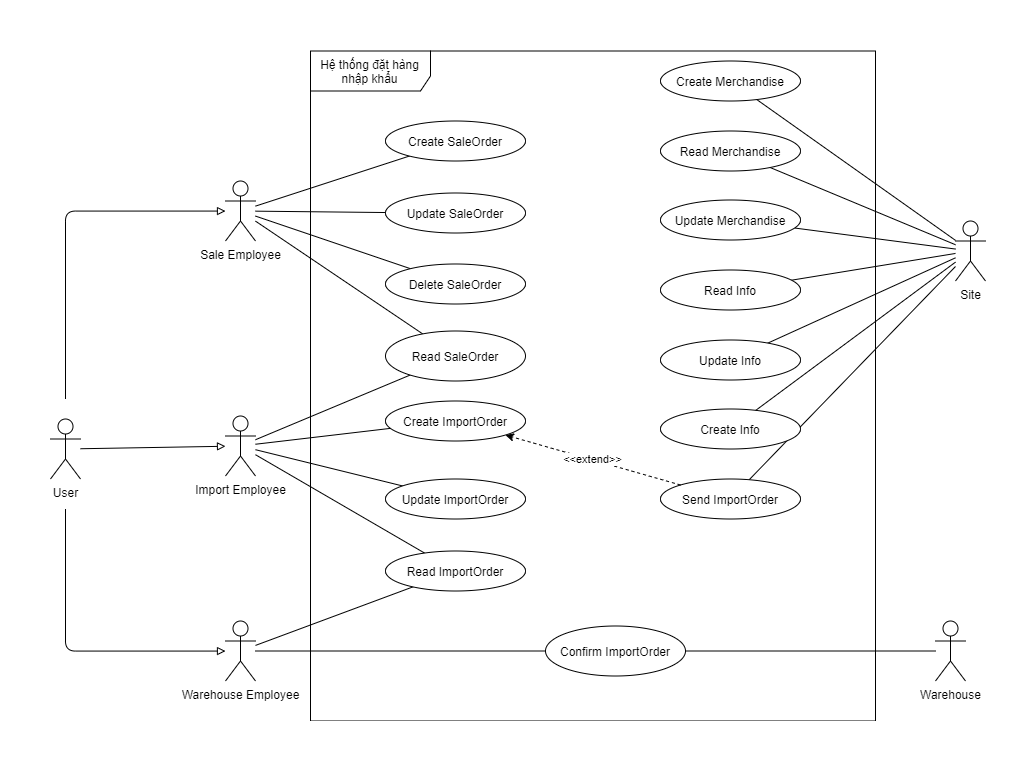 Hệ thống đặt hàng
nhập khẩu
Create Merchandise
Create SaleOrder
Read Merchandise
Update SaleOrder
Update Merchandise
Sale Employee
Delete SaleOrder
Read Info
Site
Read SaleOrder
Update Info
Create ImportOrder
Create Info
<<extend>>
User
Import Employee
Update ImportOrder
Send ImportOrder
Read ImportOrder
Confirm ImportOrder
Warehouse Employee
Warehouse